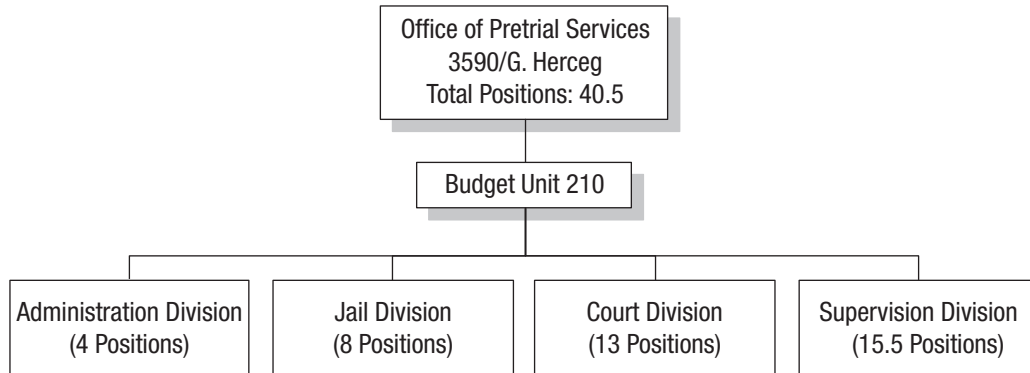 Office of Pretrial Services
3590/G. Herceg
Total Positions: 40.5
Budget Unit 210
Administration Division
(4 Positions)
Jail Division
(8 Positions)
Court Division
(13 Positions)
Supervision Division
(15.5 Positions)